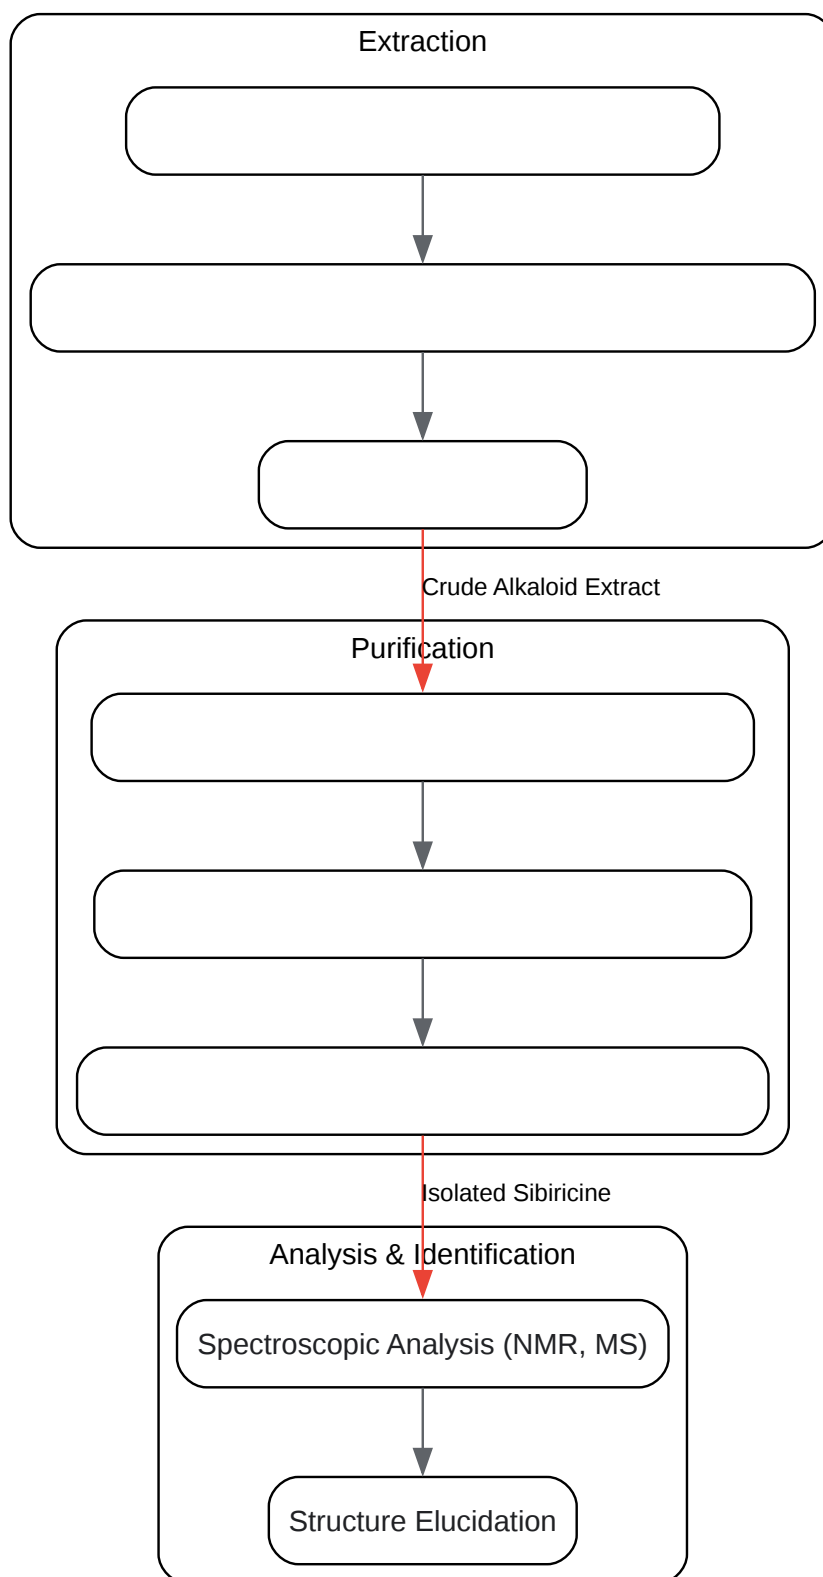 Extraction
Crude Alkaloid Extract
Purification
Isolated Sibiricine
Analysis & Identification
Spectroscopic Analysis (NMR, MS)
Structure Elucidation